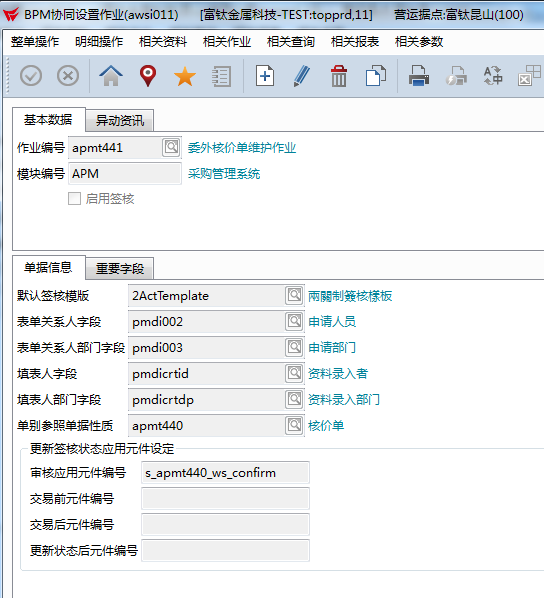 BPM协同设置作业(awsi011) [富钛金属科技-TEST:topprd,11] 营运据点:富钛昆山(100)
整单操作 明细操作 相关资料 相关作业 相关查询 相关报表 相关参数
基本数据 异动资讯
作业编号 apmt441 委外核价单维护作业
模块编号 APM 采购管理系统
启用签核
单据信息 重要字段
默认签核模版 2ActTemplate 兩關制簽核樣板
表单关系人字段 pmdi002 申请人员
表单关系人部门字段 pmdi003 申请部门
填表人字段 pmdicrtid 资料录入者
填表人部门字段 pmdicrtdp 资料录入部门
单别参照单据性质 apmt440 核价单
更新签核状态应用元件设定
审核应用元件编号 s_apmt440_ws_confirm
交易前元件编号
交易后元件编号
更新状态后元件编号